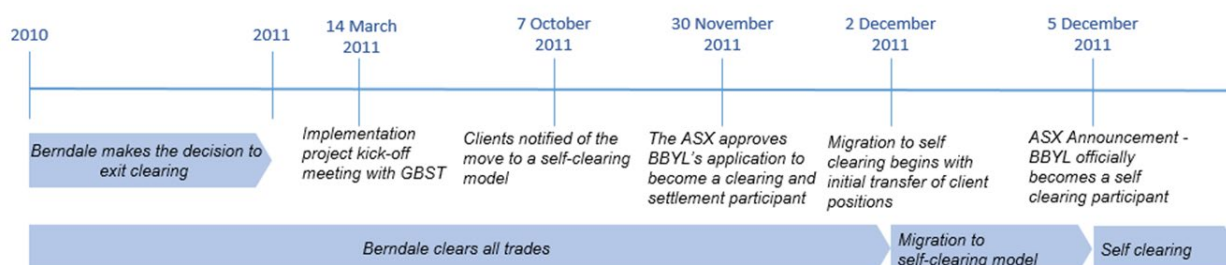 2010
2011
14 March
2011
7 October
2011
30 November
2011
2 December
2011
5 December
2011
Berndale makes the decision to
exit clearing
Implementation
project kick-off
meeting with GBST
Clients notified of the
move to a self-clearing
model
The ASX approves
BBYL's application to
become a clearing and
settlement participant
Migration to self
clearing begins with
initial transfer of client
positions
ASX Announcement -
BBYL officially
becomes a self
clearing participant
Berndale clears all trades
Migration to
self-clearing model
Self clearing